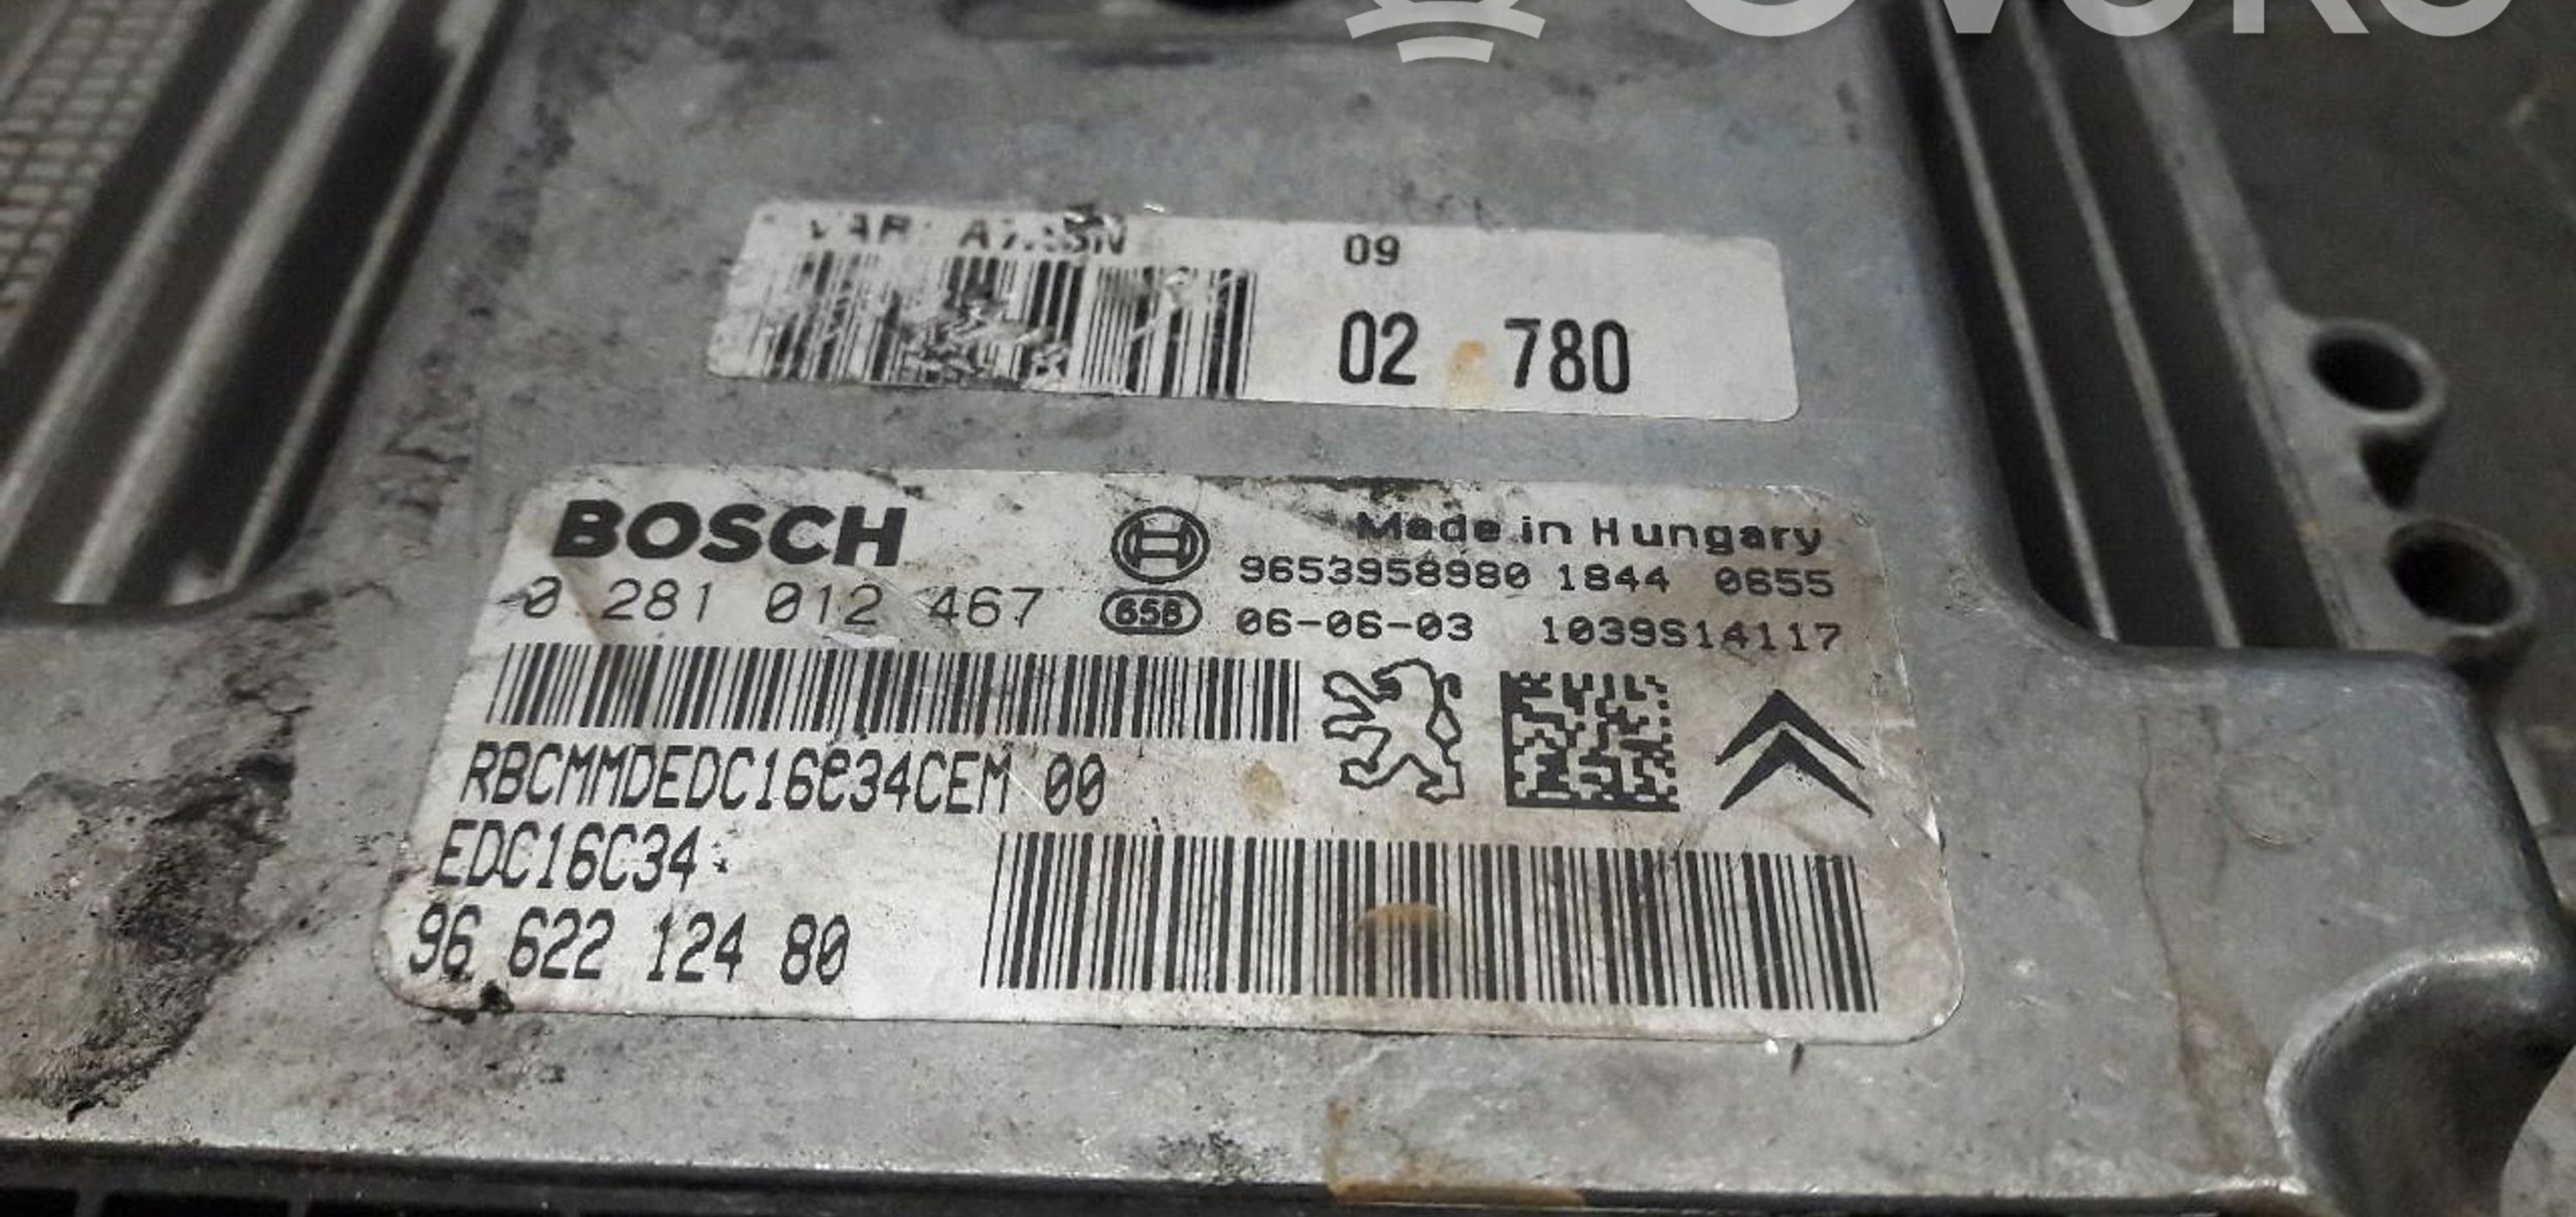 09
02 780
BOSCH
Made in Hungary
0 281 012 467
9653958980 1844 0655
658 06-06-03 1039S14117
RBCMMDEDC16C34CEM 00
EDC16C34
96 622 124 80